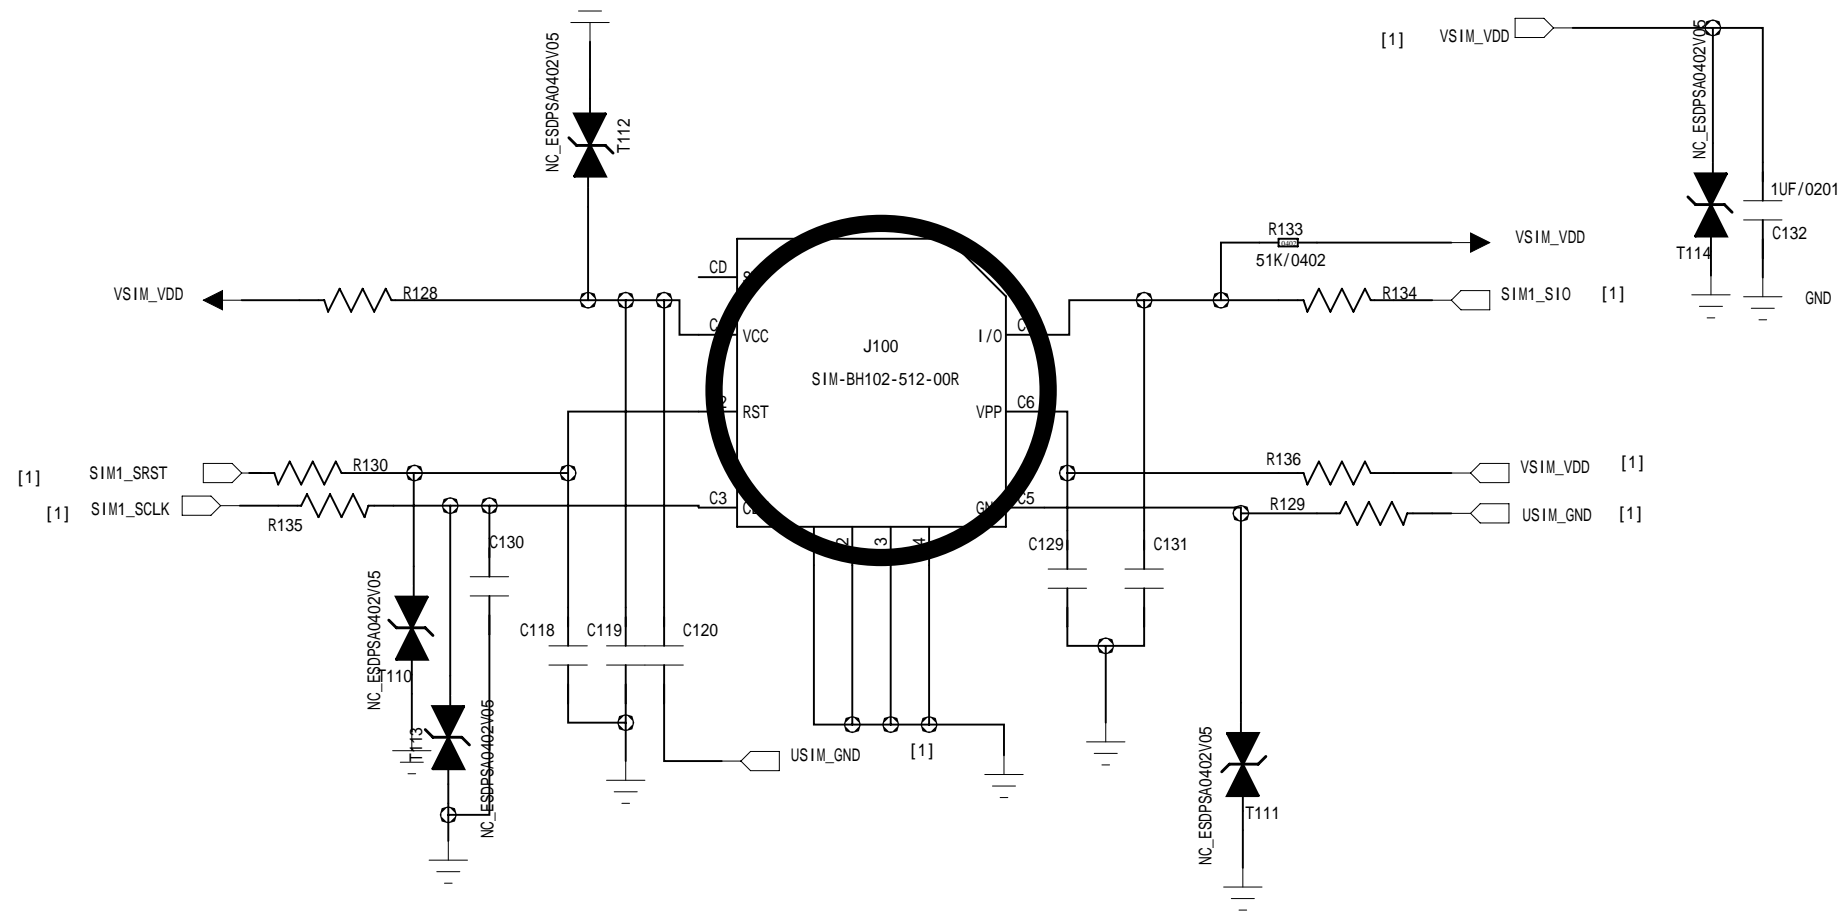 NC_ESDPSA0402V05
T112
[1] VSIM_VDD
NC_ESDPSA0402V05
T114
1UF/0201
C132
GND
R133
51K/0402
VSIM_VDD
CD
VSIM_VDD
R128
VCC
I/O
J100
SIM-BH102-512-00R
R134
SIM1_SIO [1]
RST
VPP
C6
[1] SIM1_SRST
R130
[1] SIM1_SCLK
R135
C3
C5
R136
VSIM_VDD [1]
R129
USIM_GND [1]
2
3
4
C130
C129
C131
NC_ESDPSA0402V05
T110
C118
C119
C120
T113
NC_ESDPSA0402V05
USIM_GND
[1]
NC_ESDPSA0402V05
T111